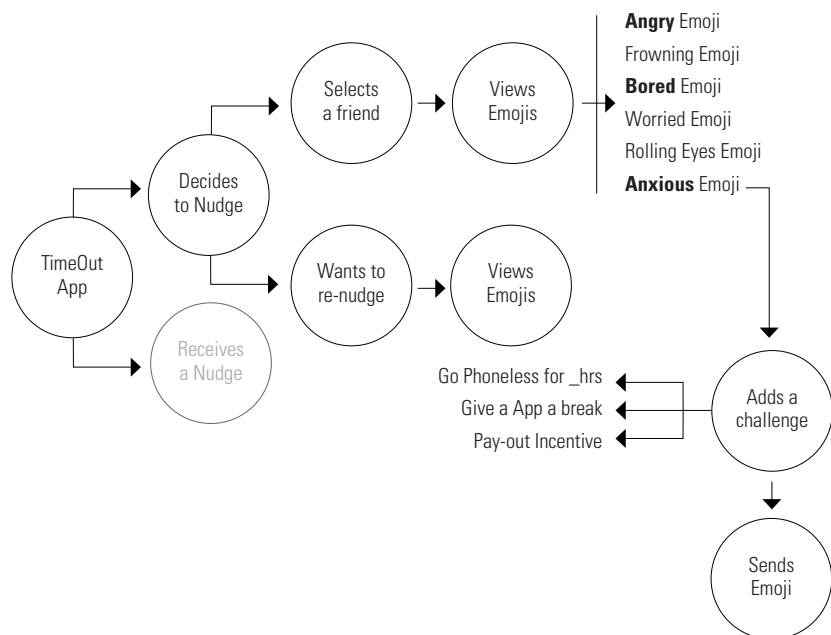 TimeOut
App
Decides
to Nudge
Receives
a Nudge
Selects
a friend
Views
Emojis
Angry Emoji
Frowning Emoji
Bored Emoji
Worried Emoji
Rolling Eyes Emoji
Anxious Emoji
Wants to
re-nudge
Views
Emojis
Adds a
challenge
Go Phoneless for _hrs
Give a App a break
Pay-out Incentive
Sends
Emoji